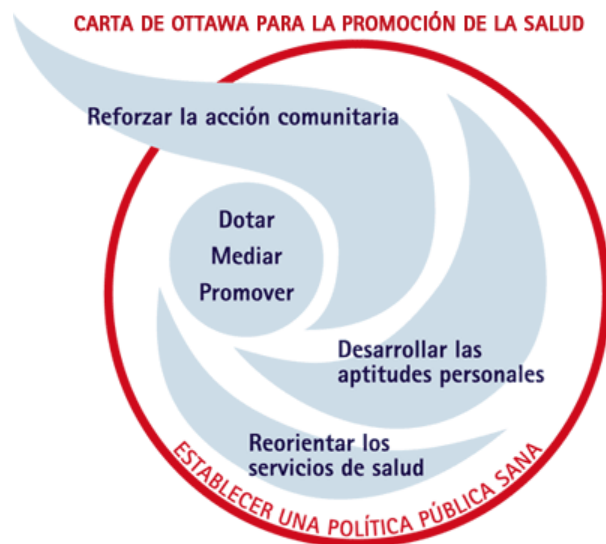 CARTA DE OTTAWA PARA LA PROMOCIÓN DE LA SALUD
Reforzar la acción comunitaria
Dotar
Mediar
Promover
Desarrollar las
aptitudes personales
Reorientar los
servicios de salud
ESTABLECER UNA POLÍTICA PÚBLICA SANA